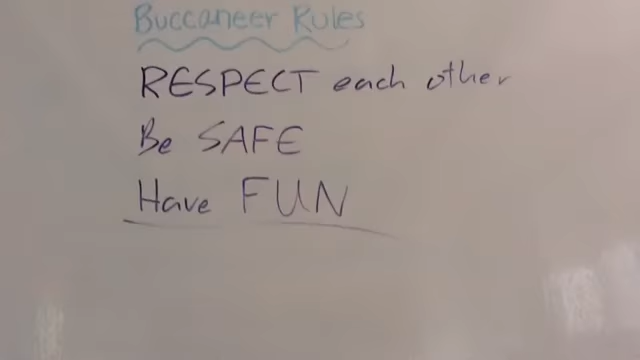 Buccaneer Rules
RESPECT each other
Be SAFE
Have FUN